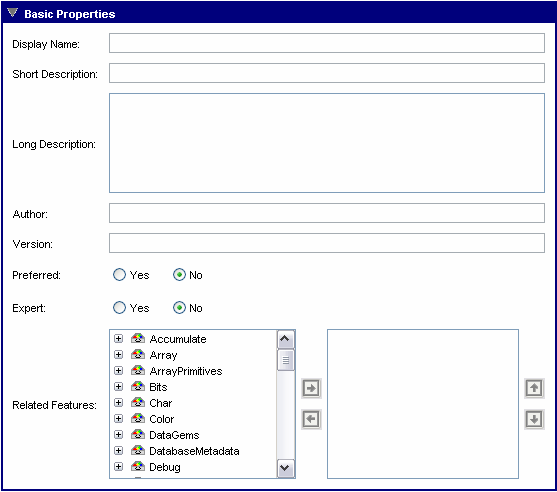 Basic Properties
Display Name:
Short Description:
Long Description:
Author:
Version:
Preferred: Yes No
Expert: Yes No
Related Features:
Accumulate
Array
ArrayPrimitives
Bits
Char
Color
DataGems
DatabaseMetadata
Debug